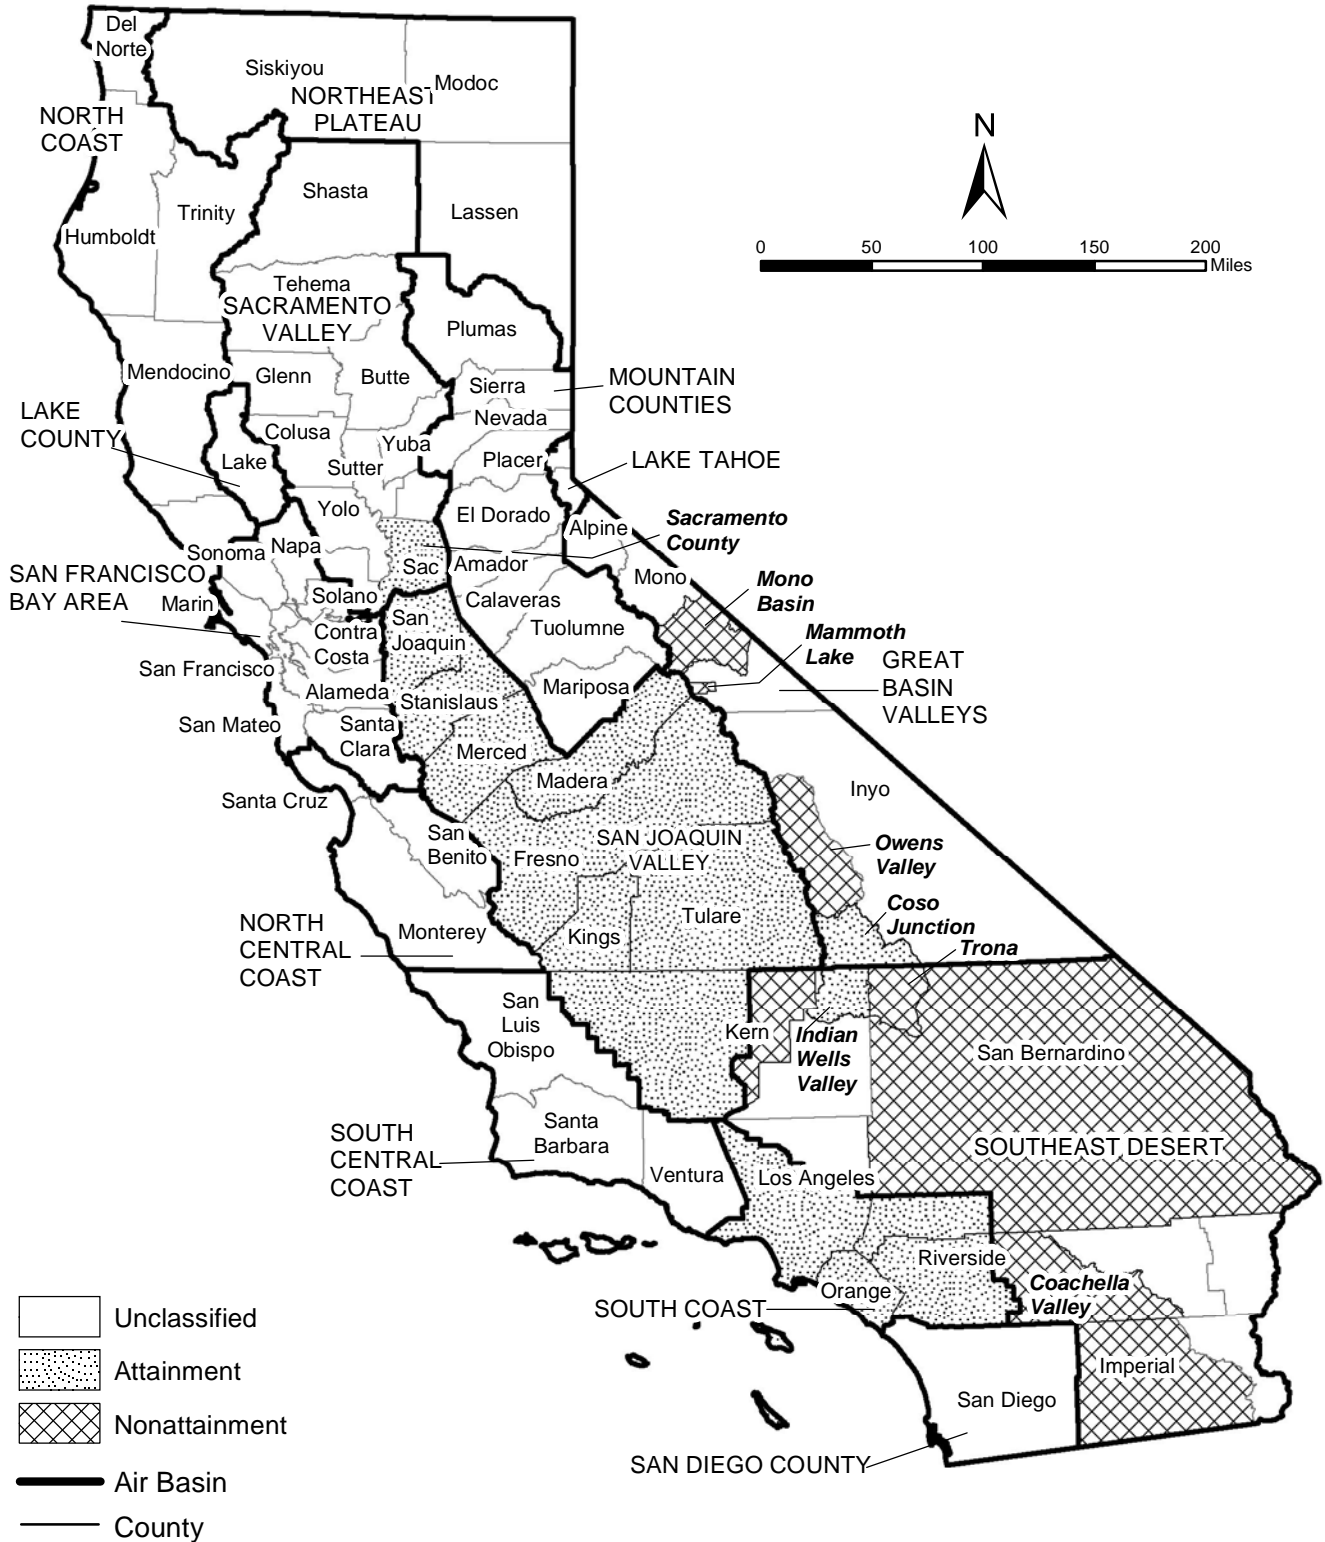 Del
Norte
Siskiyou
Modoc
NORTHEAST
PLATEAU
NORTH
COAST
N
Shasta
Trinity
Lassen
Humboldt
0 50 100 150 200
Miles
Tehema
SACRAMENTO
VALLEY
Plumas
Mendocino
Glenn
Butte
Sierra
MOUNTAIN
COUNTIES
LAKE
COUNTY
Nevada
Colusa
Yuba
Lake
Sutter
Placer
LAKE TAHOE
Yolo
El Dorado
Alpine
Sacramento
County
Sonoma
Napa
Sac
Amador
Mono
Mono
Basin
SAN FRANCISCO
BAY AREA
Marin
Solano
Calaveras
San
Joaquin
Tuolumne
Contra
Costa
Mammoth
Lake
GREAT
BASIN
VALLEYS
San Francisco
Alameda
Mariposa
Stanislaus
San Mateo
Santa
Clara
Merced
Madera
Inyo
Santa Cruz
San
Benito
Fresno
SAN JOAQUIN
VALLEY
Owens
Valley
Coso
Junction
Tulare
NORTH
CENTRAL
COAST
Monterey
Kings
Trona
San
Luis
Obispo
Kern
Indian
Wells
Valley
San Bernardino
Santa
Barbara
SOUTH
CENTRAL
COAST
SOUTHEAST DESERT
Ventura
Los Angeles
Riverside
Orange
Coachella
Valley
SOUTH COAST
Imperial
San Diego
SAN DIEGO COUNTY
Unclassified
Attainment
Nonattainment
Air Basin
County